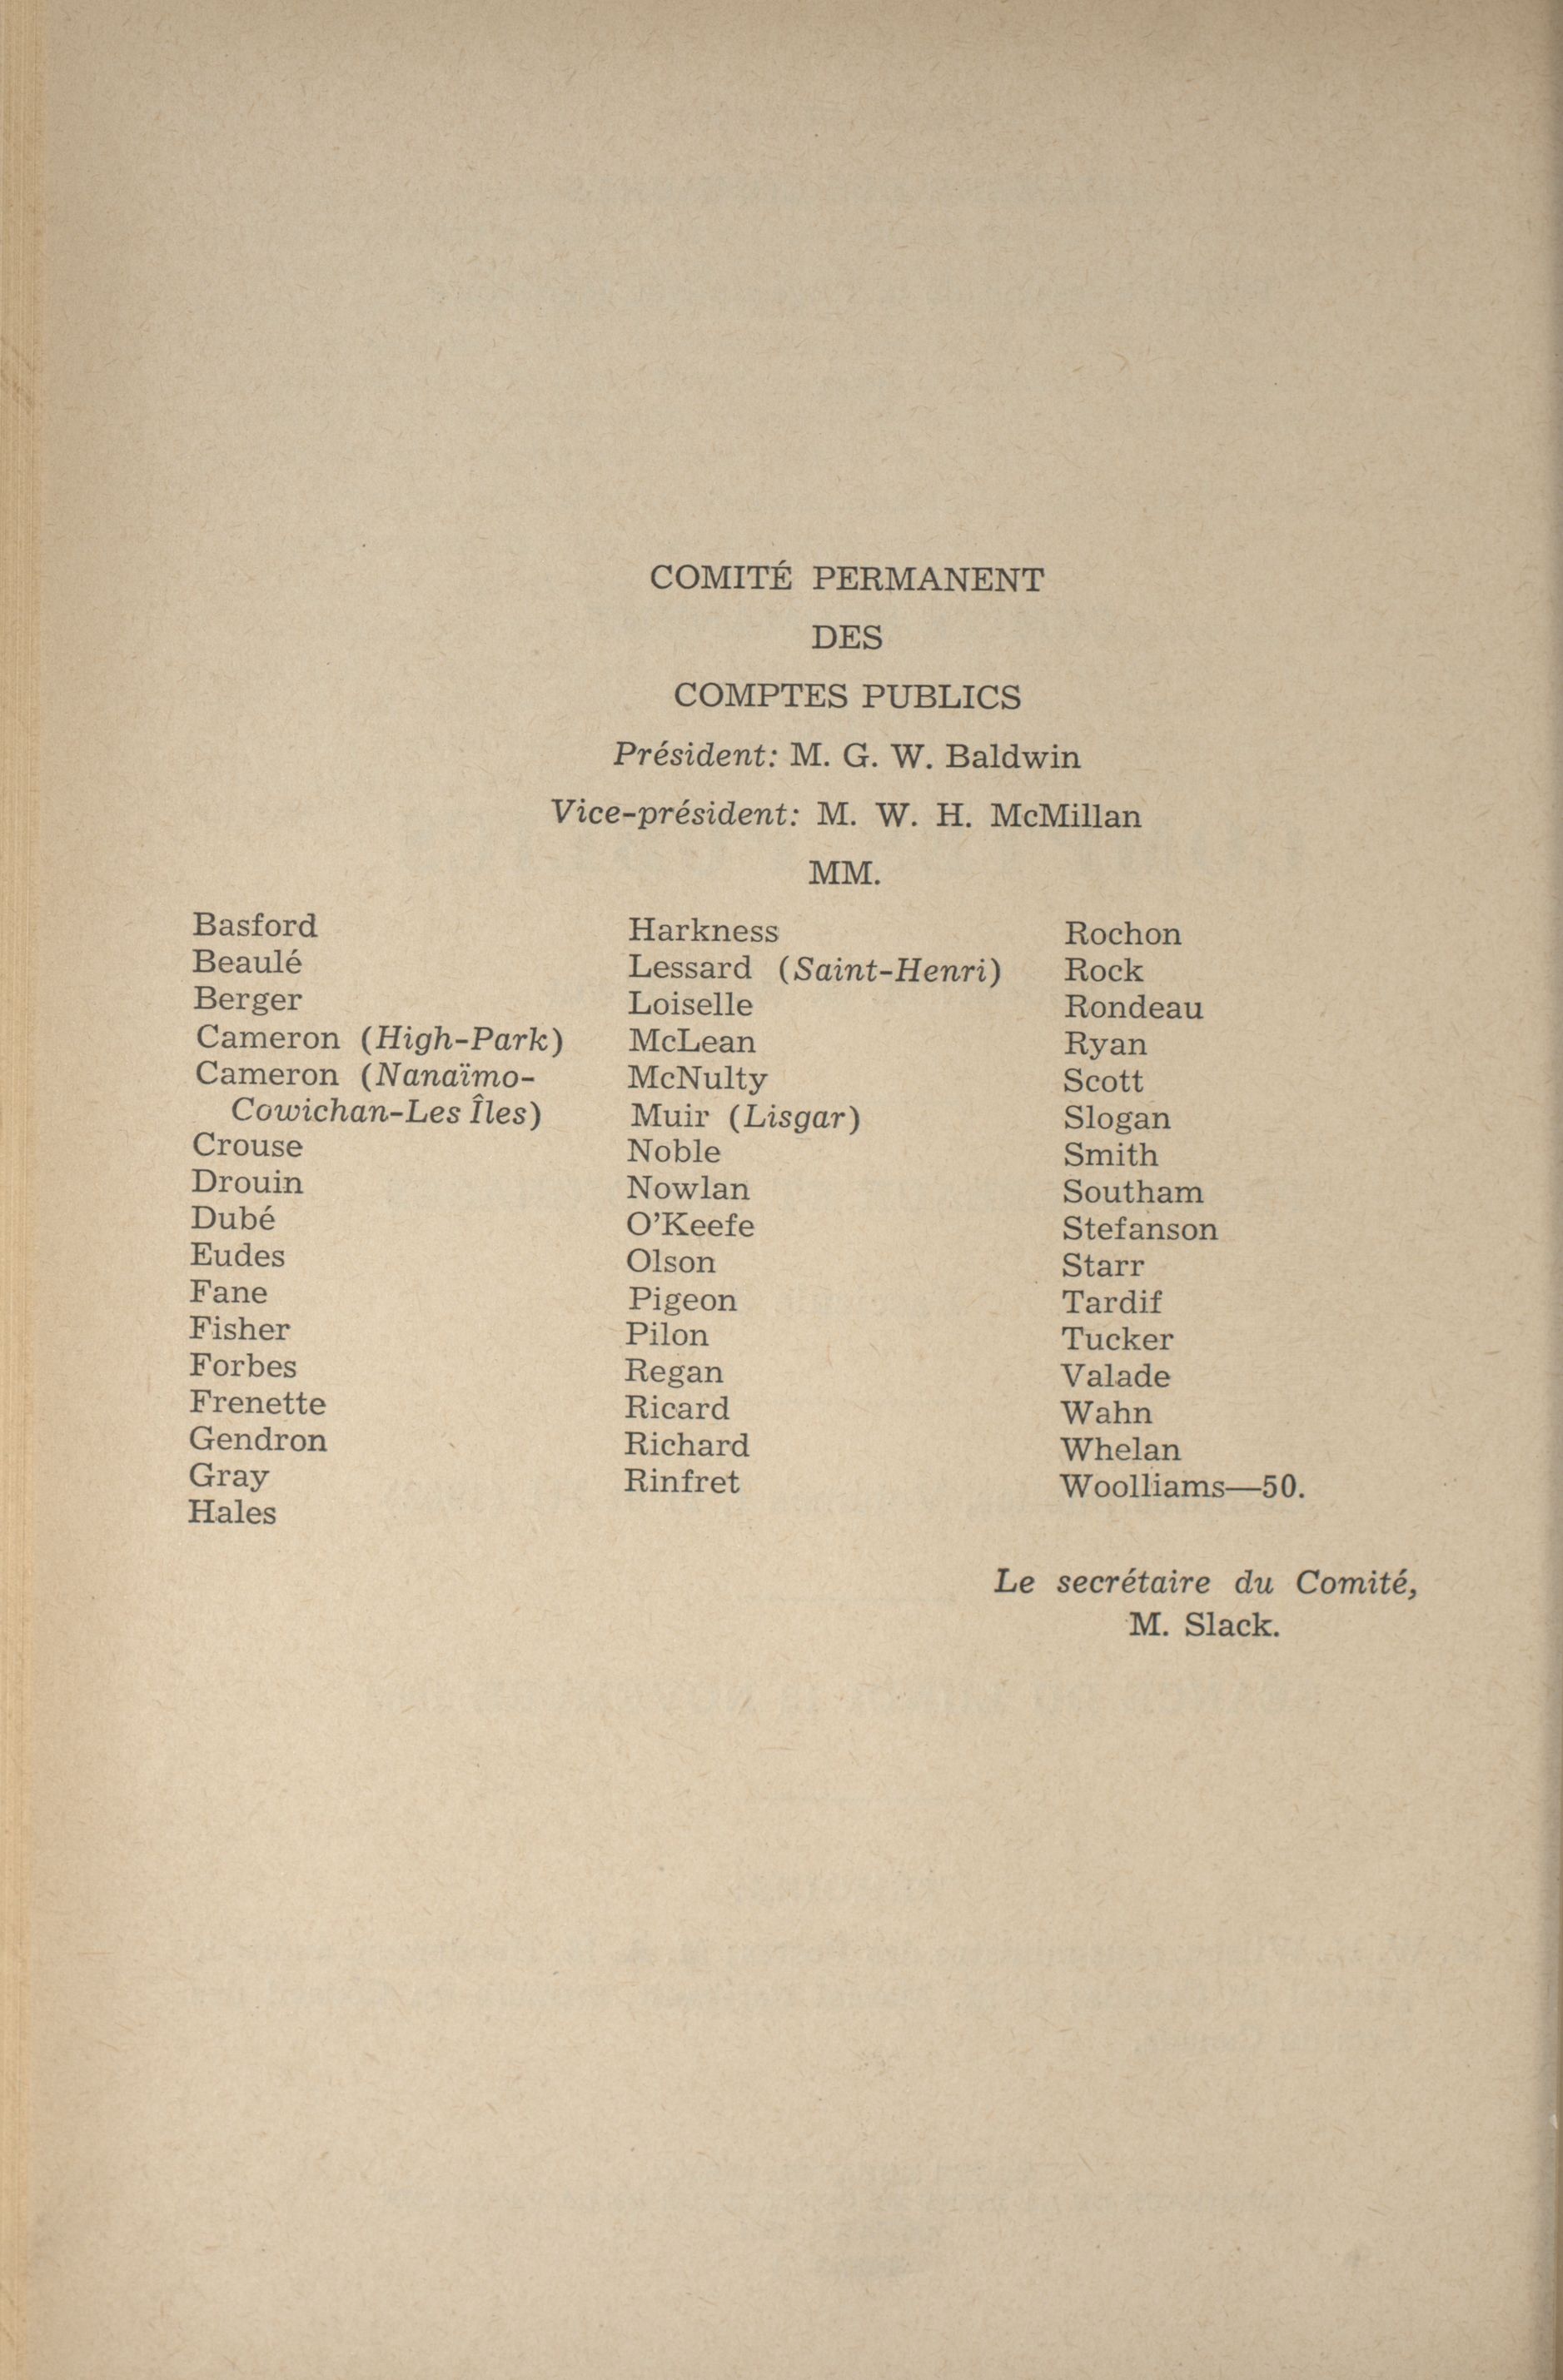 COMITÉ PERMANENT
DES
COMPTES PUBLICS
Président: M. G. W. Baldwin
Vice-président: M. W. H. McMillan
MM.
Basford
Beaulé
Berger
Cameron (High-Park)
Cameron (Nanaïmo-
Cowichan-Les Îles)
Crouse
Drouin
Dubé
Eudes
Fane
Fisher
Forbes
Frenette
Gendron
Gray
Hales
Harkness
Lessard (Saint-Henri)
Loiselle
McLean
McNulty
Muir (Lisgar)
Noble
Nowlan
O'Keefe
Olson
Pigeon
Pilon
Regan
Ricard
Richard
Rinfret
Rochon
Rock
Rondeau
Ryan
Scott
Slogan
Smith
Southam
Stefanson
Starr
Tardif
Tucker
Valade
Wahn
Whelan
Woolliams—50.
Le secrétaire du Comité,
M. Slack.